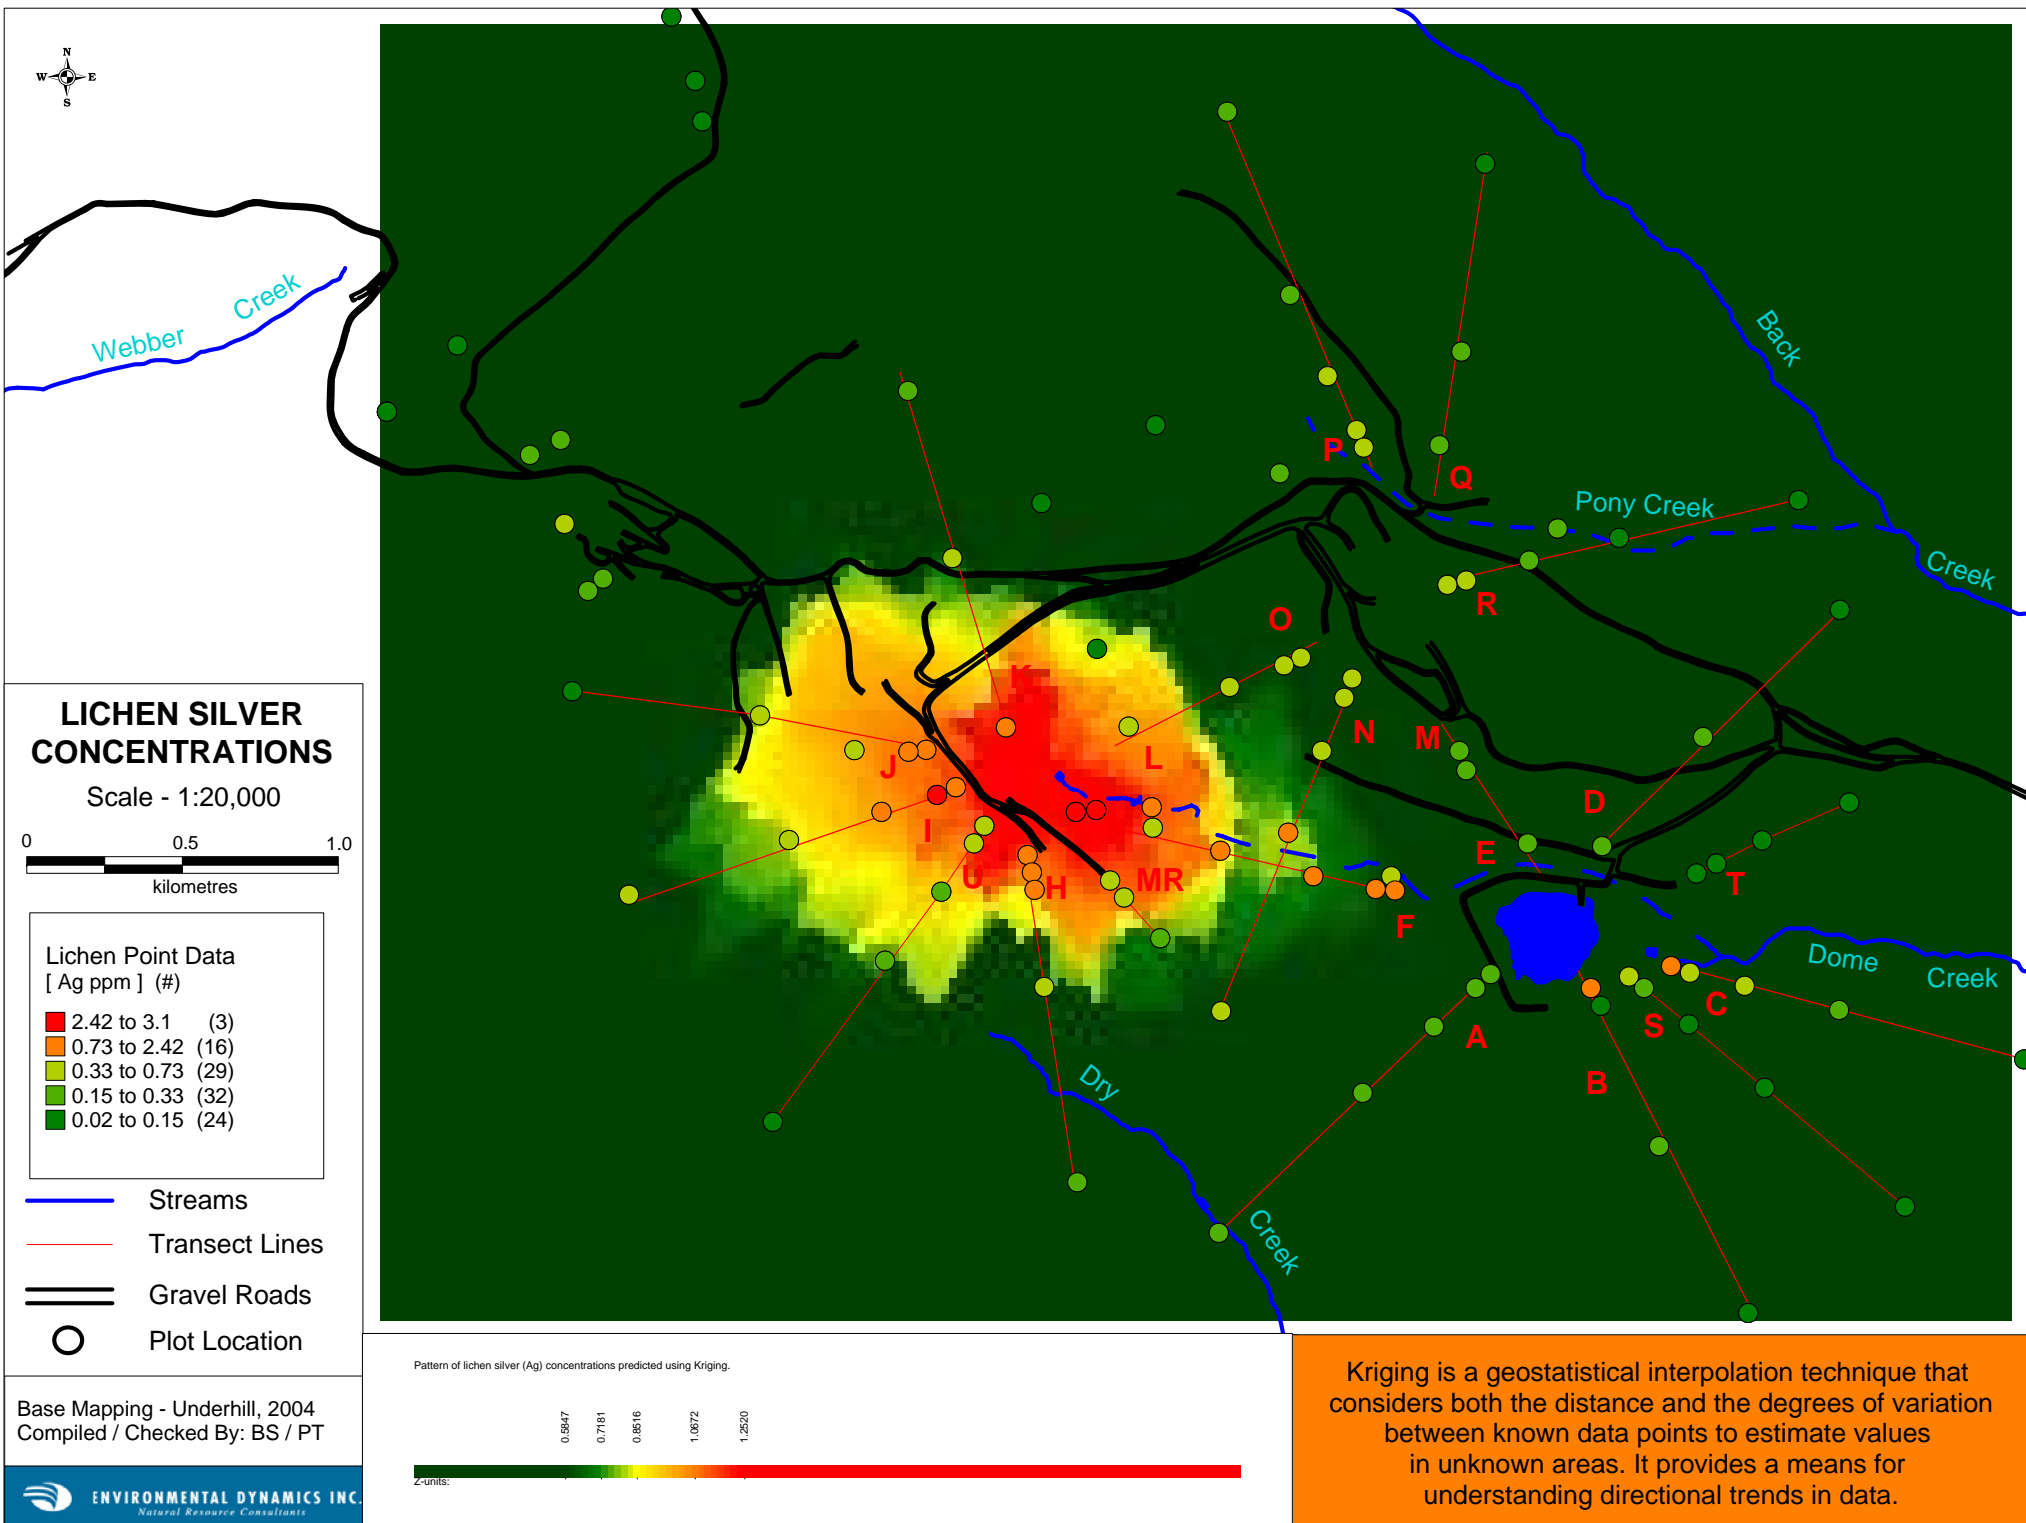 N
W E
S
Webber Creek
Back
Creek
Pony Creek
P
Q
R
O
K
N
M
L
J
D
I
E
U
H
MR
T
F
Dome Creek
C
S
A
B
Dry
Creek
LICHEN SILVER
CONCENTRATIONS
Scale - 1:20,000
0 0.5 1.0
kilometres
Lichen Point Data
[ Ag ppm ] (#)
2.42 to 3.1 (3)
0.73 to 2.42 (16)
0.33 to 0.73 (29)
0.15 to 0.33 (32)
0.02 to 0.15 (24)
Streams
Transect Lines
Gravel Roads
Plot Location
Base Mapping - Underhill, 2004
Compiled / Checked By: BS / PT
ENVIRONMENTAL DYNAMICS INC.
Natural Resource Consultants
Pattern of lichen silver (Ag) concentrations predicted using Kriging.
0.5847 0.7181 0.8516 1.0672 1.2520
Z-units:
Kriging is a geostatistical interpolation technique that
considers both the distance and the degrees of variation
between known data points to estimate values
in unknown areas. It provides a means for
understanding directional trends in data.